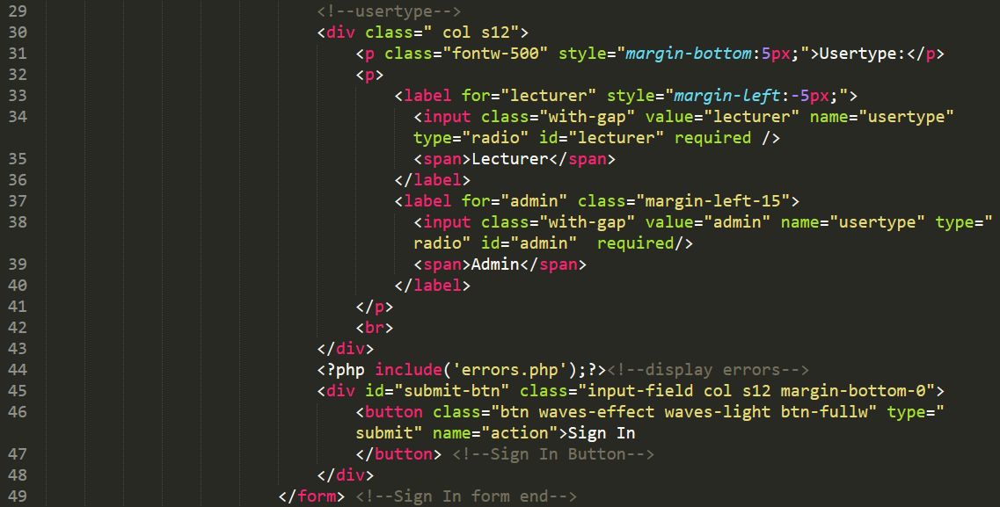 29 <!--usertype-->
30 <div class=" col s12">
31 <p class="fontw-500" style="margin-bottom:5px;">Usertype:</p>
32 <p>
33 <label for="lecturer" style="margin-left:-5px;">
34 <input class="with-gap" value="lecturer" name="usertype"
type="radio" id="lecturer" required />
35 <span>Lecturer</span>
36 </label>
37 <label for="admin" class="margin-left-15">
38 <input class="with-gap" value="admin" name="usertype" type="
radio" id="admin"  required/>
39 <span>Admin</span>
40 </label>
41 </p>
42 <br>
43 </div>
44 <?php include('errors.php');?><!--display errors-->
45 <div id="submit-btn" class="input-field col s12 margin-bottom-0">
46 <button class="btn waves-effect waves-light btn-fullw" type="
submit" name="action">Sign In
47 </button> <!--Sign In Button-->
48 </div>
49 </form> <!--Sign In form end-->